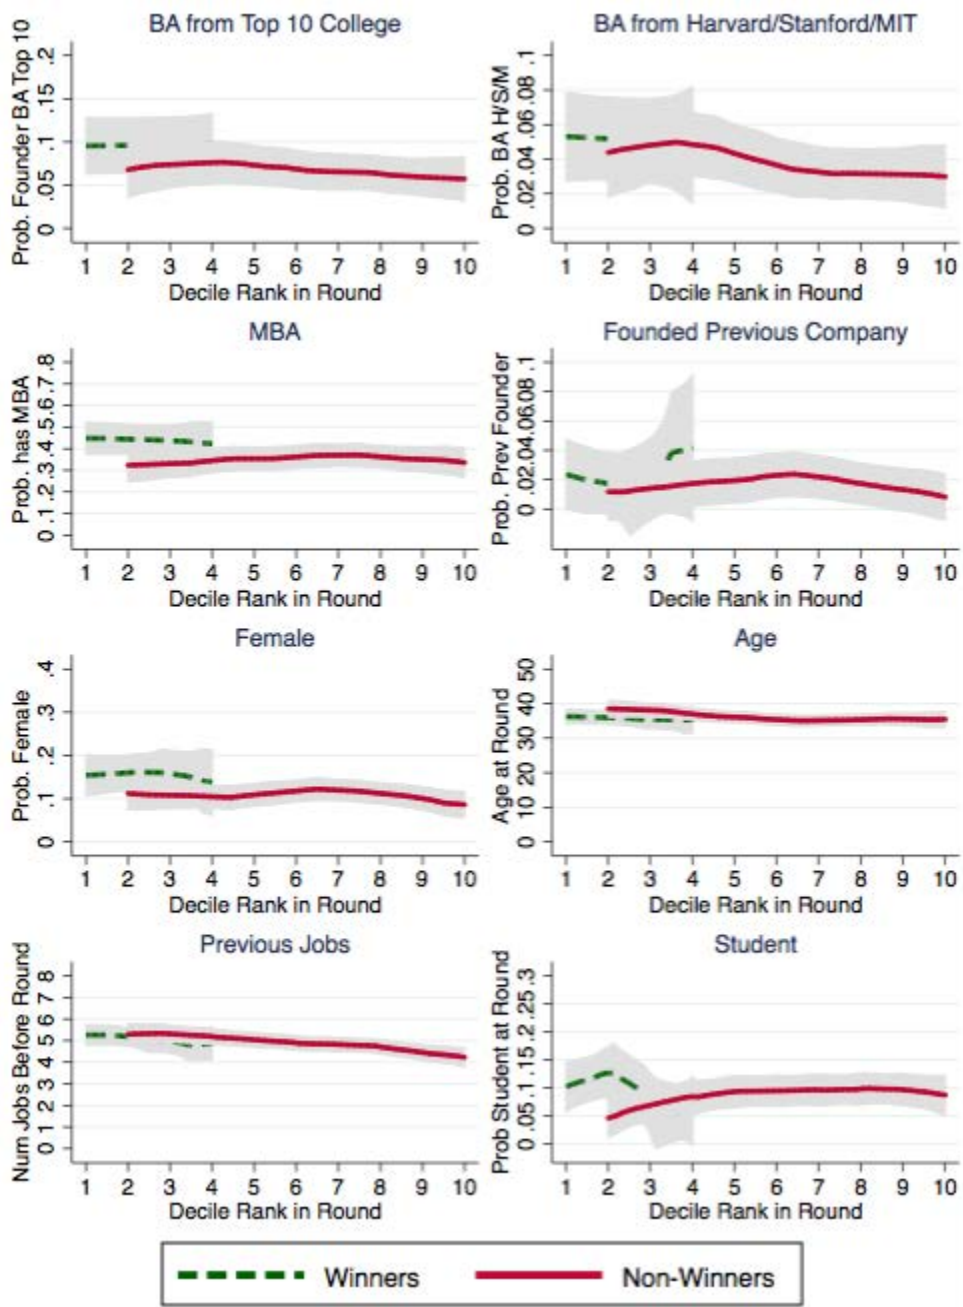 BA from Top 10 College
Prob. Founder BA Top 10
0 .05 .1 .15 .2
1 2 3 4 5 6 7 8 9 10
Decile Rank in Round
BA from Harvard/Stanford/MIT
Prob. BA H/S/M
0 .02 .04 .06 .08 .1
1 2 3 4 5 6 7 8 9 10
Decile Rank in Round
MBA
Prob. has MBA
0 .1 .2 .3 .4 .5 .6 .7 .8
1 2 3 4 5 6 7 8 9 10
Decile Rank in Round
Founded Previous Company
Prob. Prev Founder
0 .02 .04 .06 .08 .1
1 2 3 4 5 6 7 8 9 10
Decile Rank in Round
Female
Prob. Female
0 .1 .2 .3 .4
1 2 3 4 5 6 7 8 9 10
Decile Rank in Round
Age
Age at Round
0 10 20 30 40 50
1 2 3 4 5 6 7 8 9 10
Decile Rank in Round
Previous Jobs
Num Jobs Before Round
0 1 2 3 4 5 6 7 8
1 2 3 4 5 6 7 8 9 10
Decile Rank in Round
Student
Prob Student at Round
0 .05 .1 .15 .2 .25 .3
1 2 3 4 5 6 7 8 9 10
Decile Rank in Round
Winners
Non-Winners